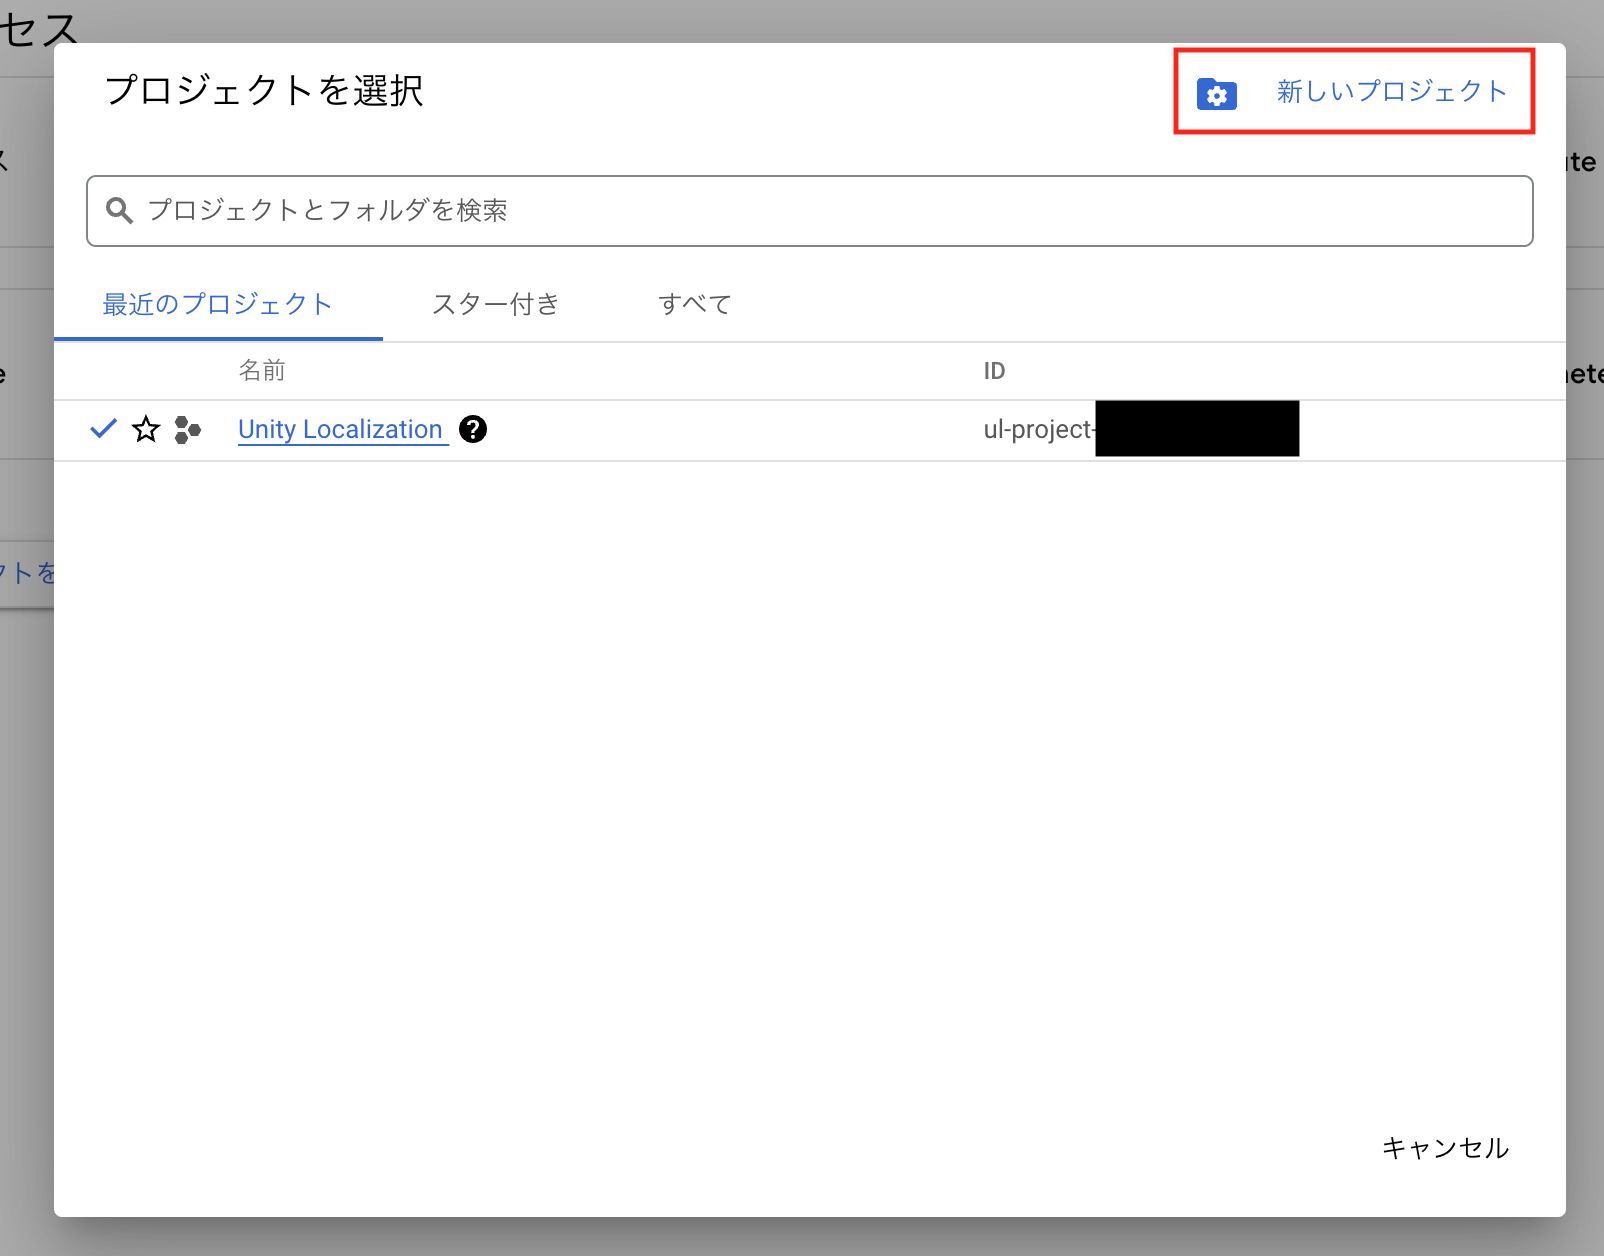 セス
プロジェクトを選択
新しいプロジェクト
プロジェクトとフォルダを検索
最近のプロジェクト スター付き すべて
名前 ID
Unity Localization ? ul-project-
クトを
キャンセル